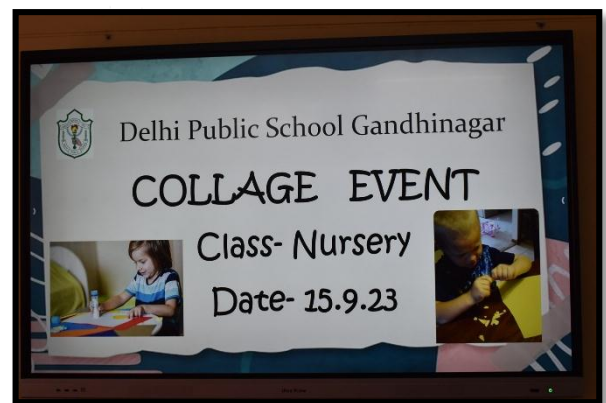 Delhi Public School Gandhinagar
COLLAGE EVENT
Class- Nursery
Date- 15.9.23